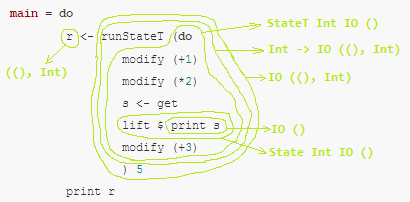 main = do
r <- runStateT (do
StateT Int IO ()
modify (+1)
Int -> IO ((), Int)
((), Int)
modify (*2)
IO ((), Int)
s <- get
lift $ print s
IO ()
modify (+3)
State Int IO ()
) 5
print r